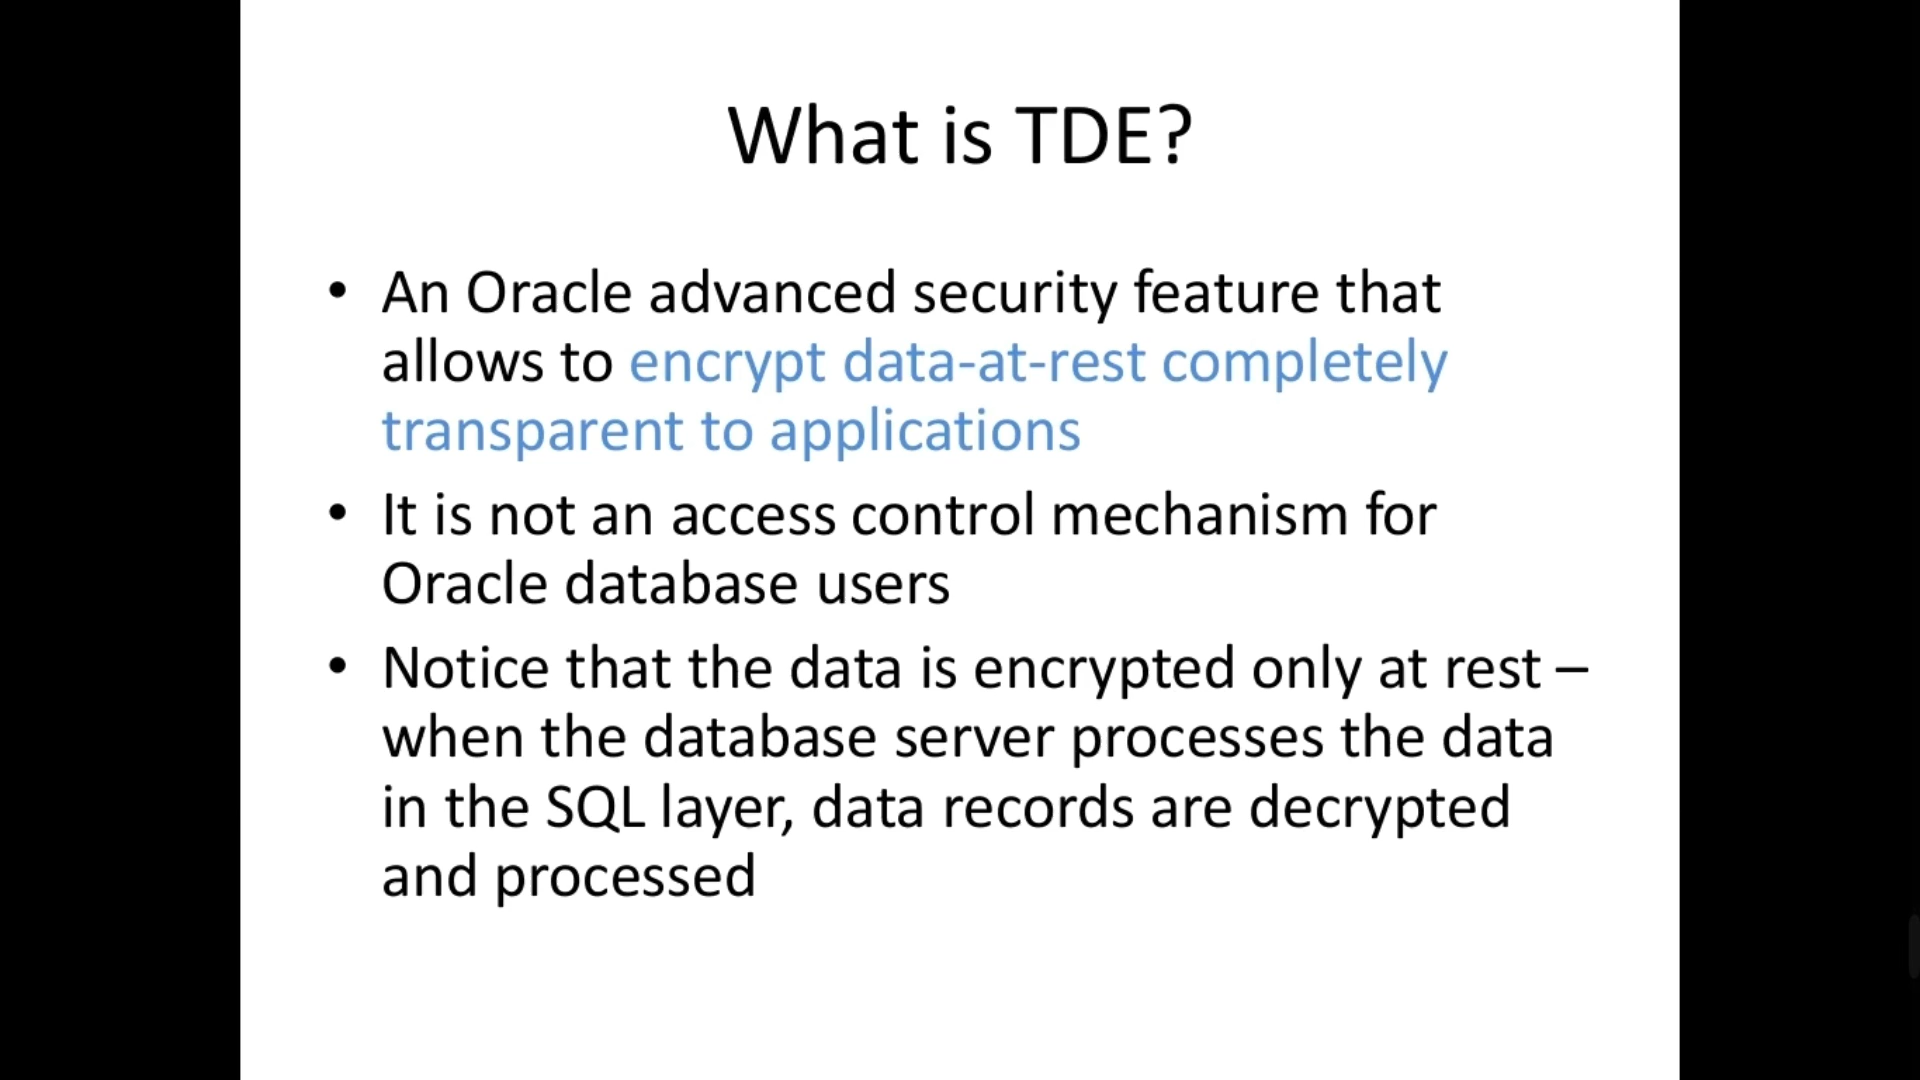 What is TDE?
• An Oracle advanced security feature that
allows to encrypt data-at-rest completely
transparent to applications
• It is not an access control mechanism for
Oracle database users
• Notice that the data is encrypted only at rest –
when the database server processes the data
in the SQL layer, data records are decrypted
and processed